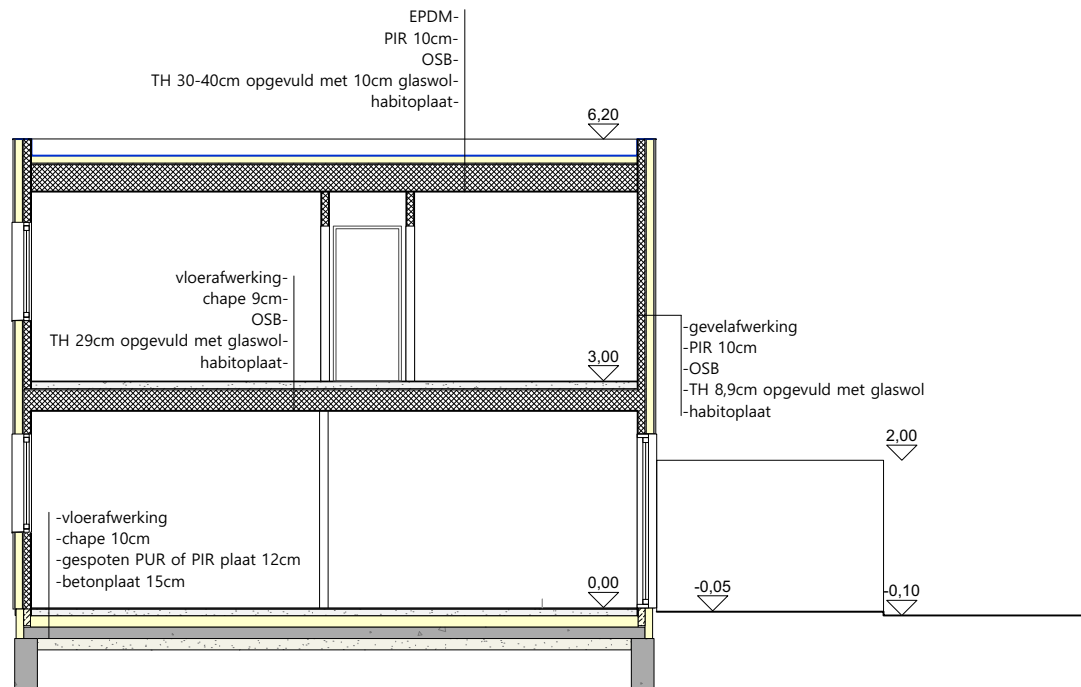 EPDM-
PIR 10cm-
OSB-
TH 30-40cm opgevuld met 10cm glaswol-
habitoplaat-
6,20
vloerafwerking-
chape 9cm-
OSB-
TH 29cm opgevuld met glaswol-
habitoplaat-
-gevelafwerking
-PIR 10cm
-OSB
-TH 8,9cm opgevuld met glaswol
-habitoplaat
3,00
2,00
-vloerafwerking
-chape 10cm
-gespoten PUR of PIR plaat 12cm
-betonplaat 15cm
0,00
-0,05
-0,10